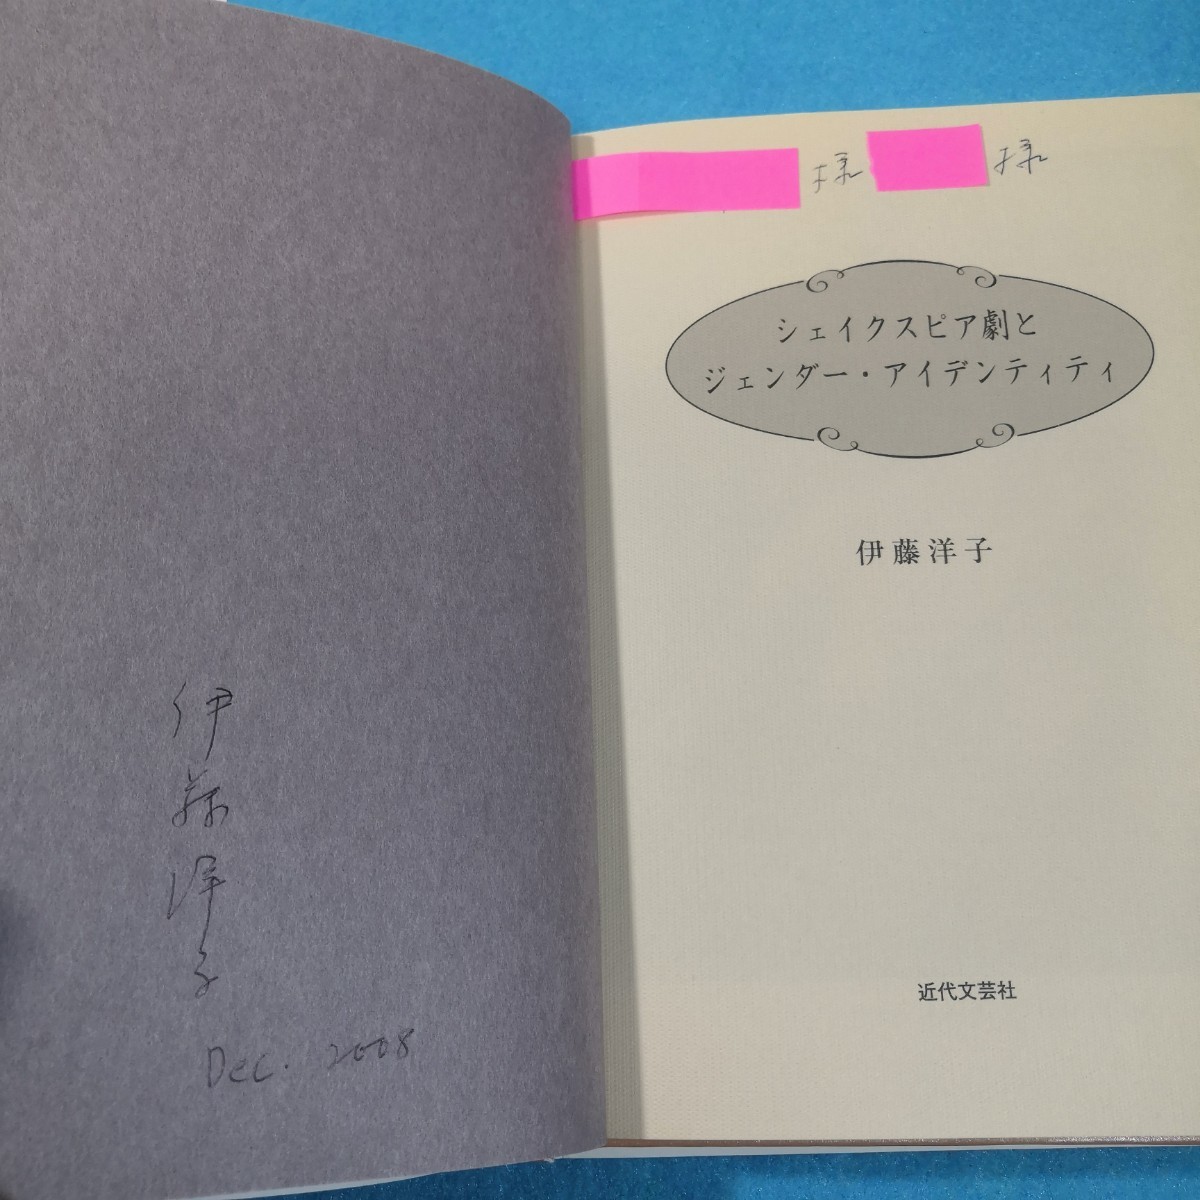 伊藤洋子
Dec. 2008
様 様
シェイクスピア劇と
ジェンダー・アイデンティティ
伊藤洋子
近代文芸社